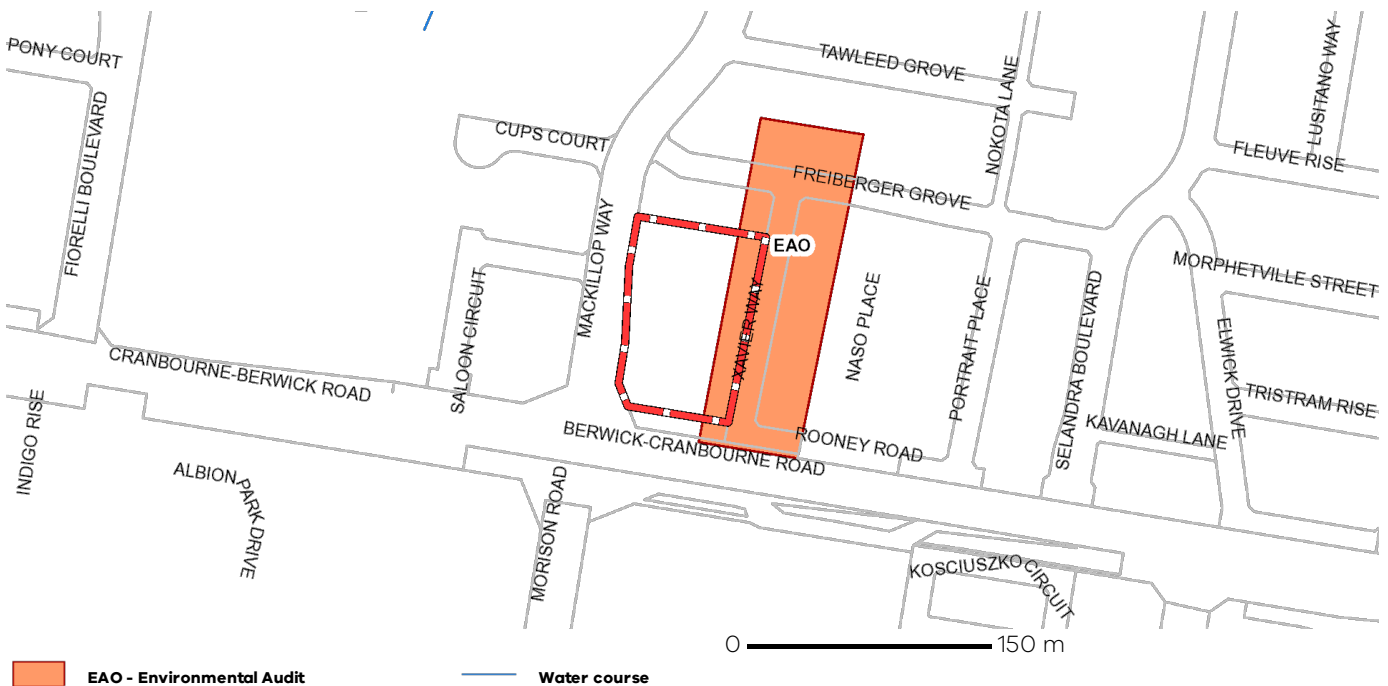 PONY COURT
FIORELLI BOULEVARD
CUPS COURT
TAWLEED GROVE
NOKOTA LANE
LUSITANO WAY
FLEUVE RISE
FREIBERGER GROVE
MACKILLOP WAY
EAO
XAVIER WAY
NASO PLACE
PORTRAIT PLACE
SELANDRA BOULEVARD
MORPHETVILLE STREET
ELWICK DRIVE
TRISTRAM RISE
KAVANAGH LANE
SALOON CIRCUIT
CRANBOURNE-BERWICK ROAD
INDIGO RISE
ALBION PARK DRIVE
BERWICK-CRANBOURNE ROAD
ROONEY ROAD
MORISON ROAD
KOSCIUSZKO CIRCUIT
0 150 m
EAO - Environmental Audit
Water course